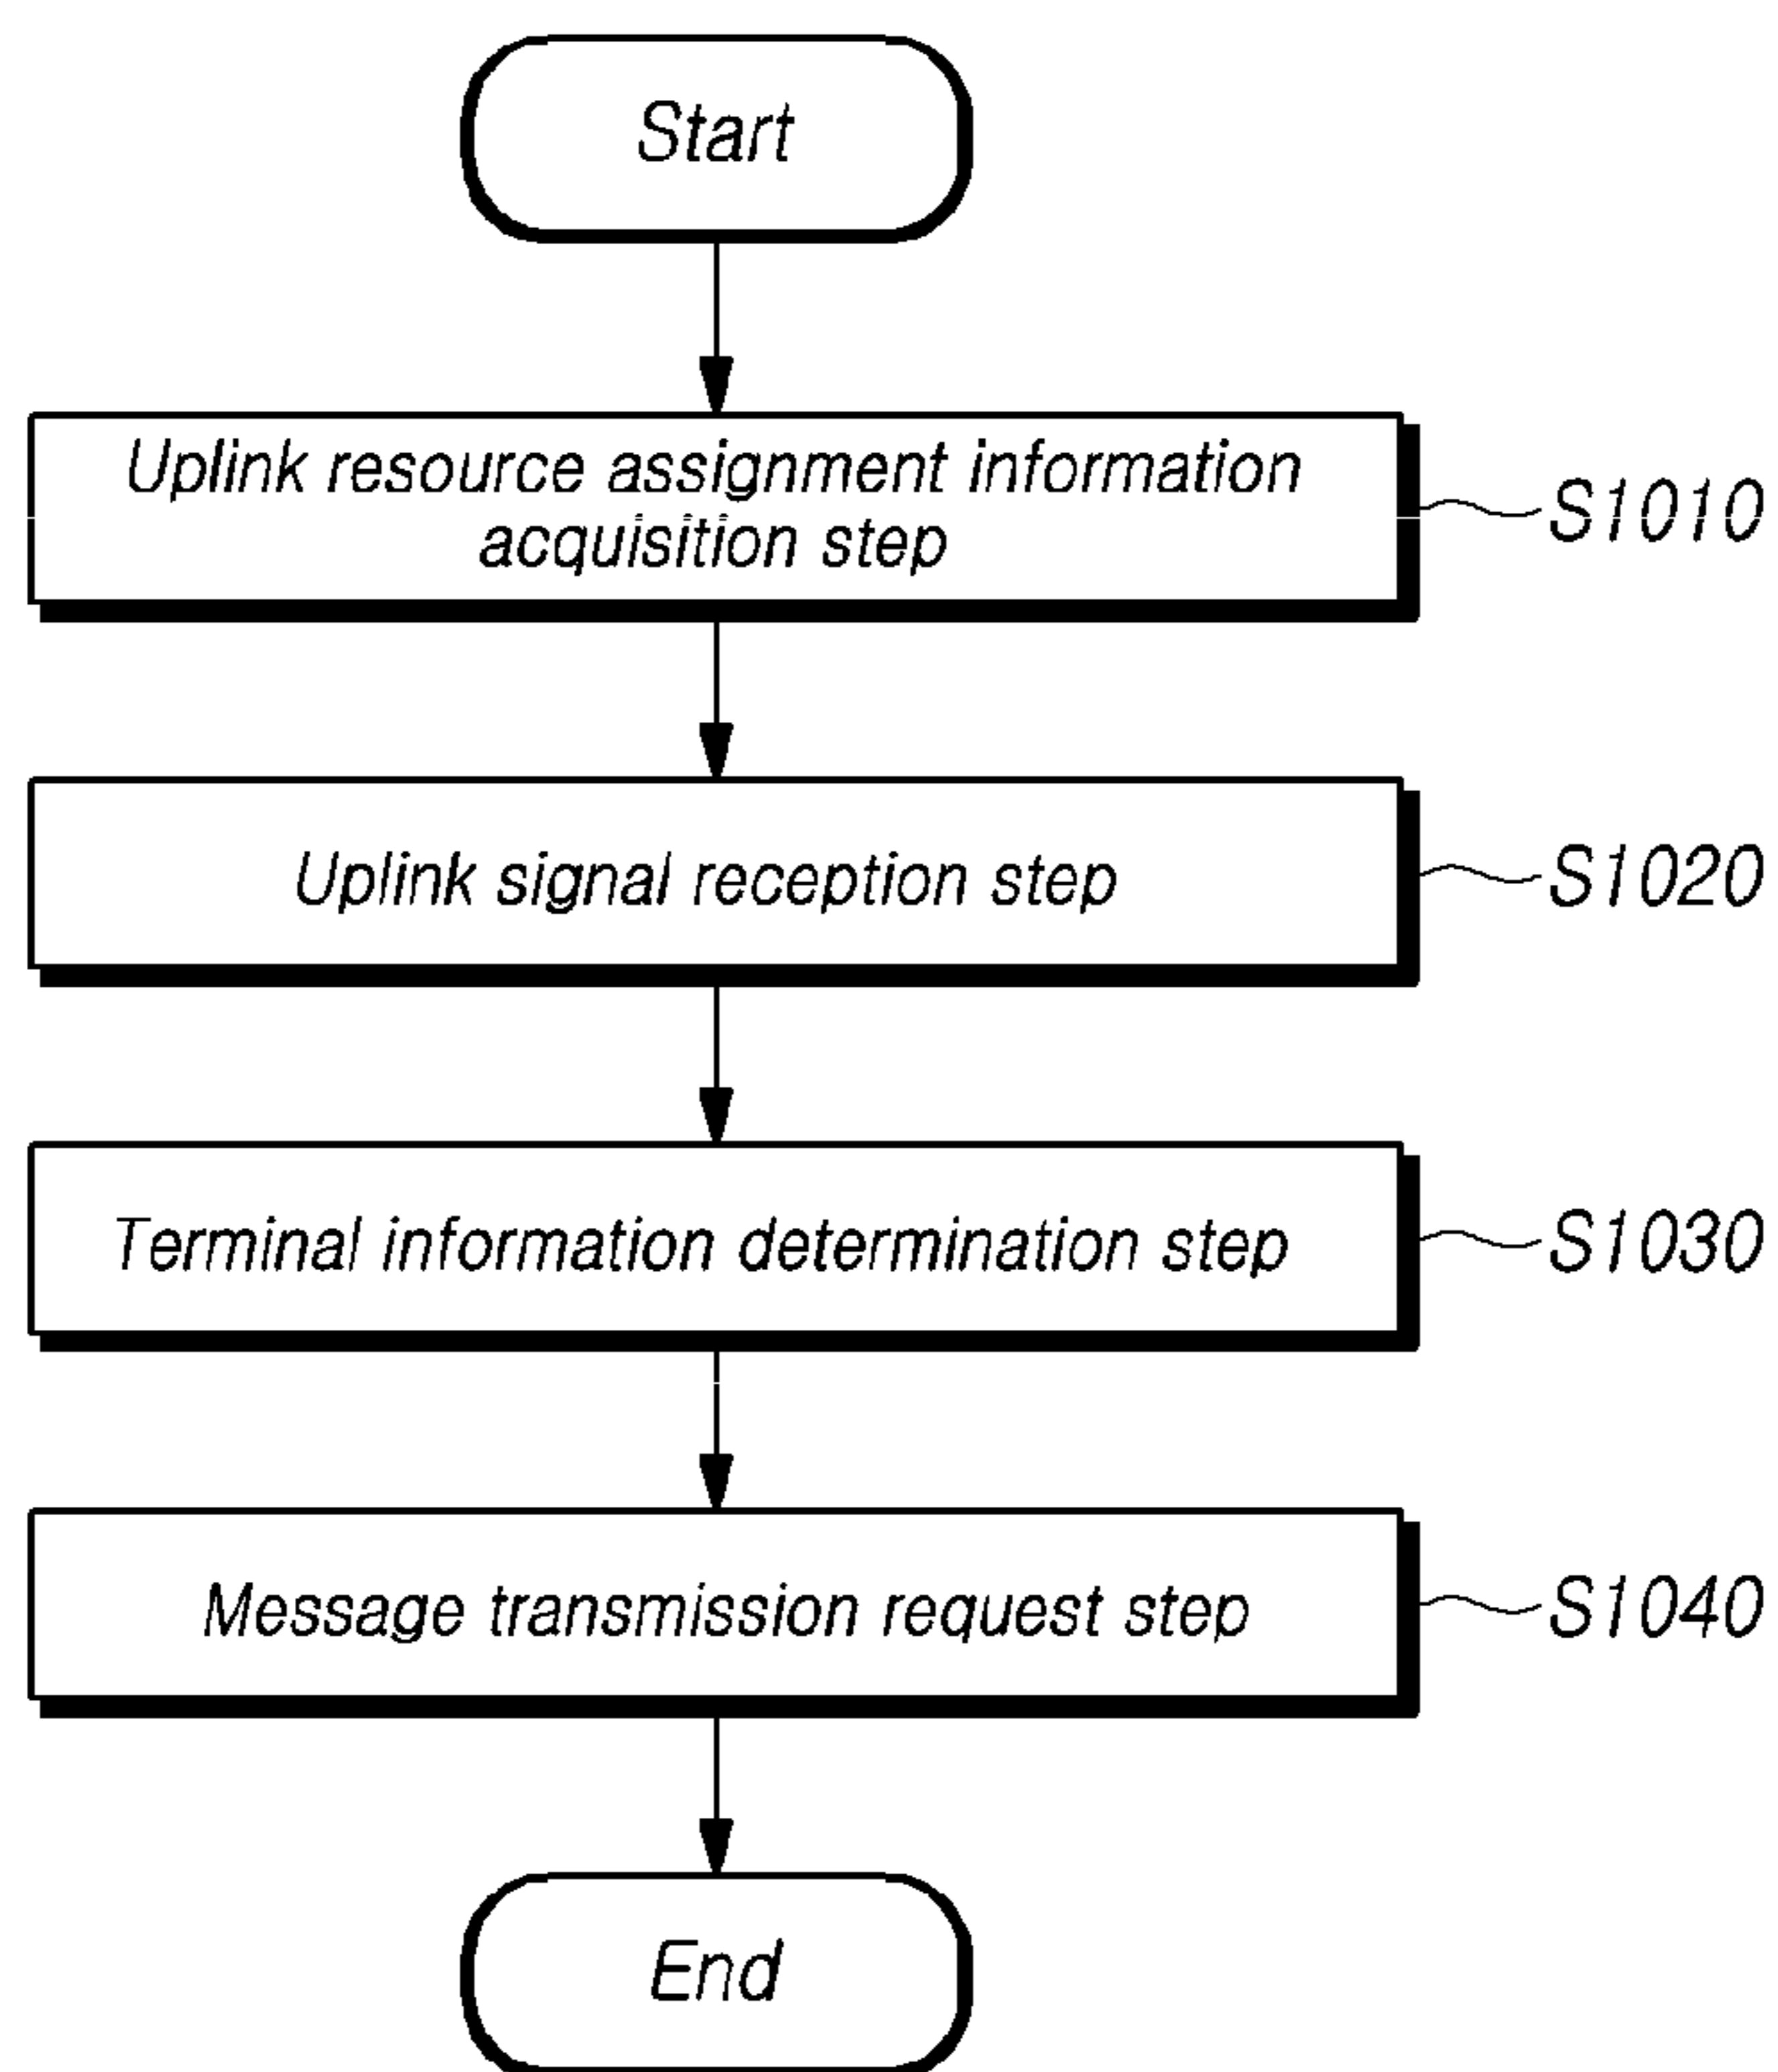 Start
Uplink resource assignment information
acquisition step
S1010
Uplink signal reception step
S1020
Terminal information determination step
S1030
Message transmission request step
S1040
End